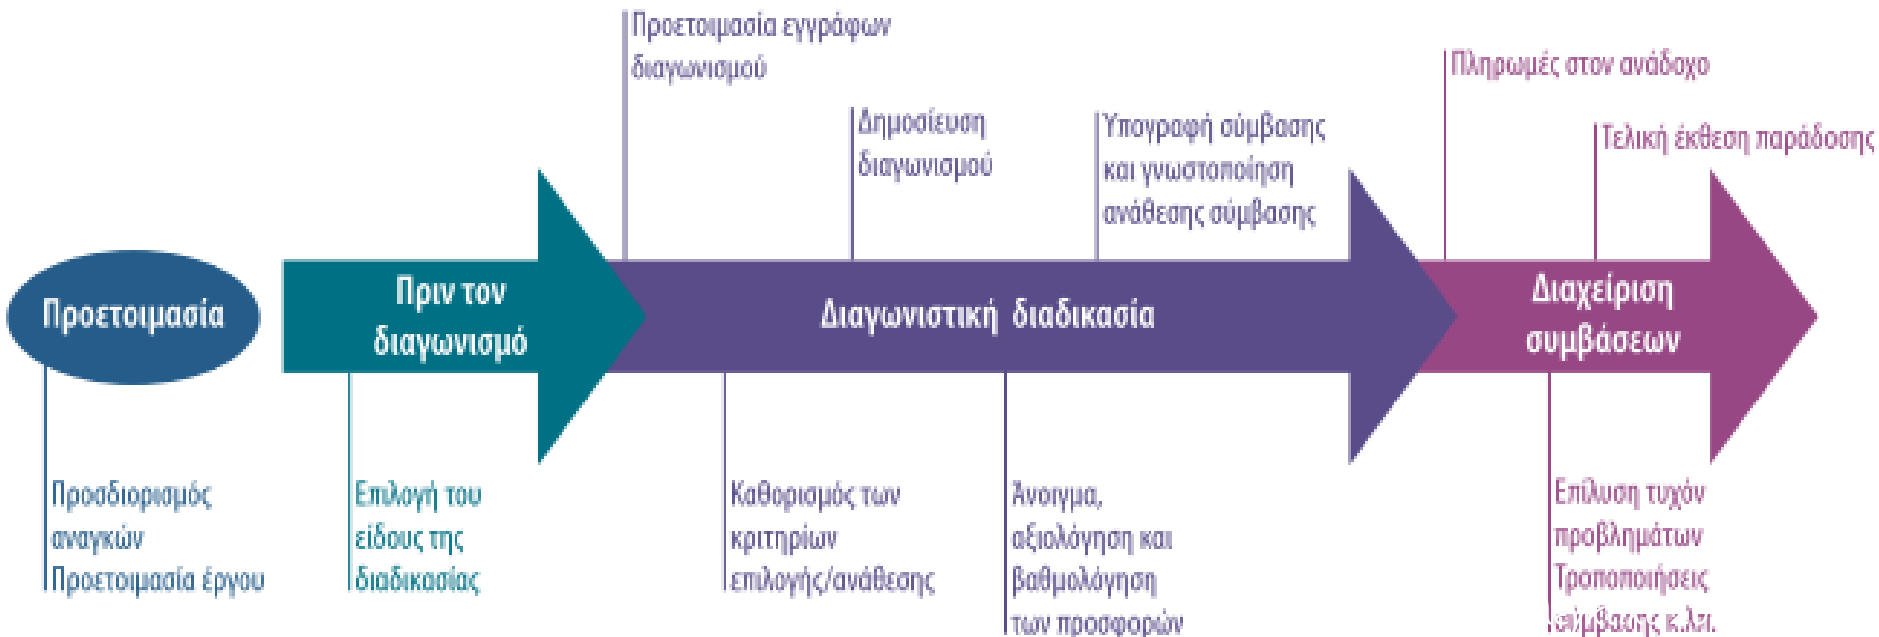 Προετοιμασία εγγράφων
διαγωνισμού
Δημοσίευση
διαγωνισμού
Υπογραφή σύμβασης
και γνωστοποίηση
ανάθεσης σύμβασης
Πληρωμές στον ανάδοχο
Τελική έκθεση παράδοσης
Προετοιμασία
Πριν τον
διαγωνισμό
Διαγωνιστική διαδικασία
Διαχείριση
συμβάσεων
Προσδιορισμός
αναγκών
Προετοιμασία έργου
Επιλογή του
είδους της
διαδικασίας
Καθορισμός των
κριτηρίων
επιλογής/ανάθεσης
Άνοιγμα,
αξιολόγηση και
βαθμολόγηση
των προσφορών
Επίλυση τυχόν
προβλημάτων
Τροποποιήσεις
σύμβασης κ.λπ.